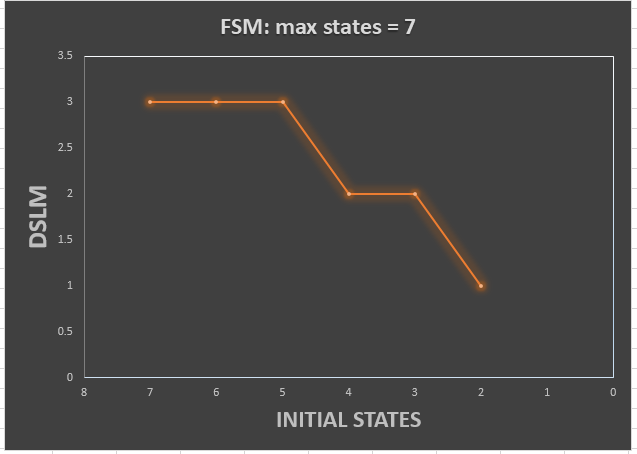 FSM: max states = 7
3.5
3
2.5
2
1.5
1
0.5
0
DSLM
8 7 6 5 4 3 2 1 0
INITIAL STATES